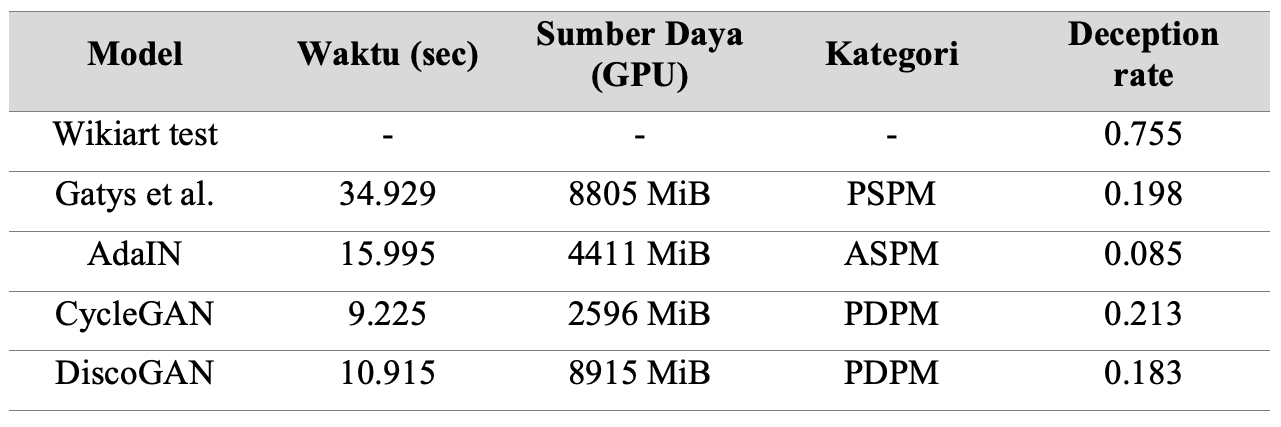 Model Waktu (sec) Sumber Daya (GPU) Kategori Deception rate
Wikiart test - - - 0.755
Gatys et al. 34.929 8805 MiB PSPM 0.198
AdaIN 15.995 4411 MiB ASPM 0.085
CycleGAN 9.225 2596 MiB PDPM 0.213
DiscoGAN 10.915 8915 MiB PDPM 0.183